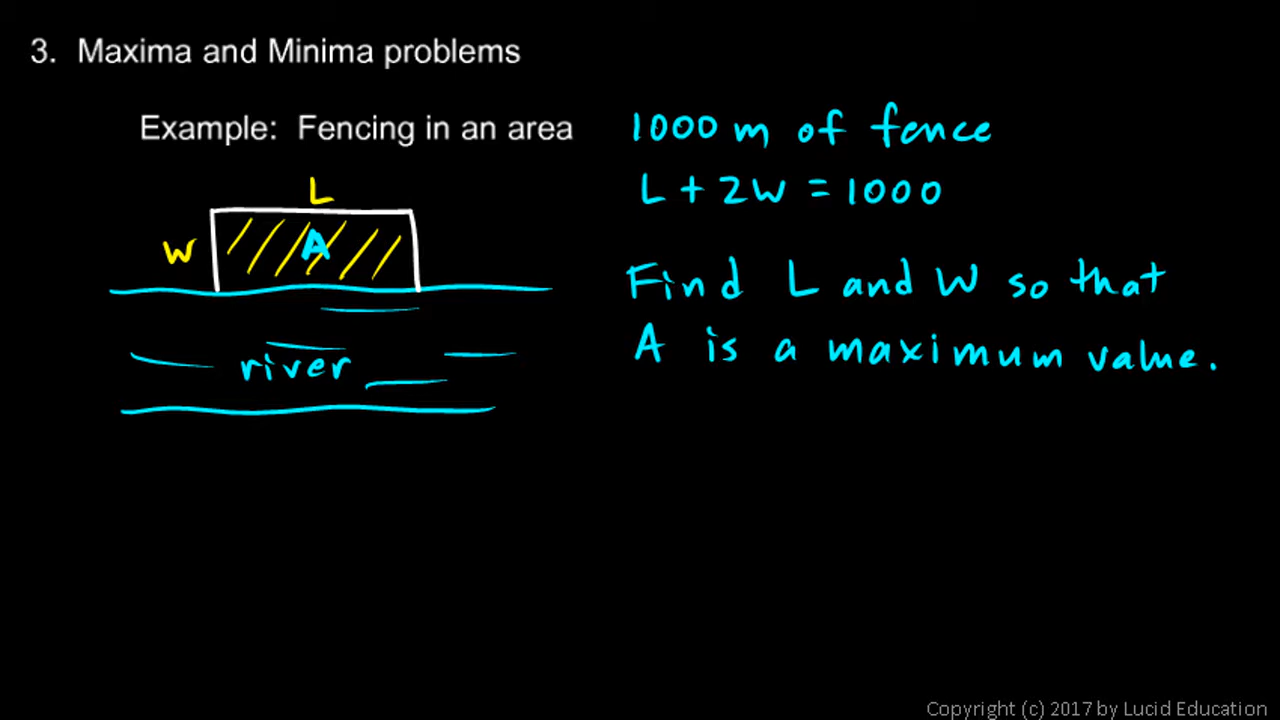 3. Maxima and Minima problems
Example: Fencing in an area
1000 m of fence
L + 2W = 1000
L
W
A
Find L and W so that
A is a maximum value.
river
Copyright (c) 2017 by Lucid Education